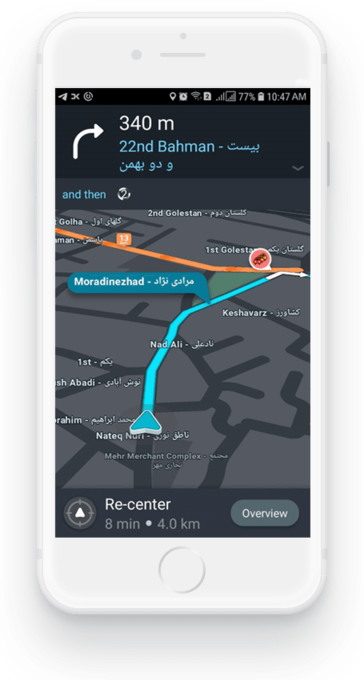 77% 10:47 AM
340 m
22nd Bahman - بیست
و دو بهمن
and then
2
2nd Golestan - گلستان دوم
Golha - گلهای اول
13
1st Golestan - گلستان یکم
Moradinezhad - مرادی نژاد
Keshavarz - کشاورز
Nad Ali - نادعلی
1st - یکم
sh Abadi - نوش آبادی
brahim - محمد ابراهیم
Nateq Nuri - ناطق نوری
Mehr Merchant Complex - مجتمع
تجاری مهر
Re-center
8 min • 4.0 km
Overview